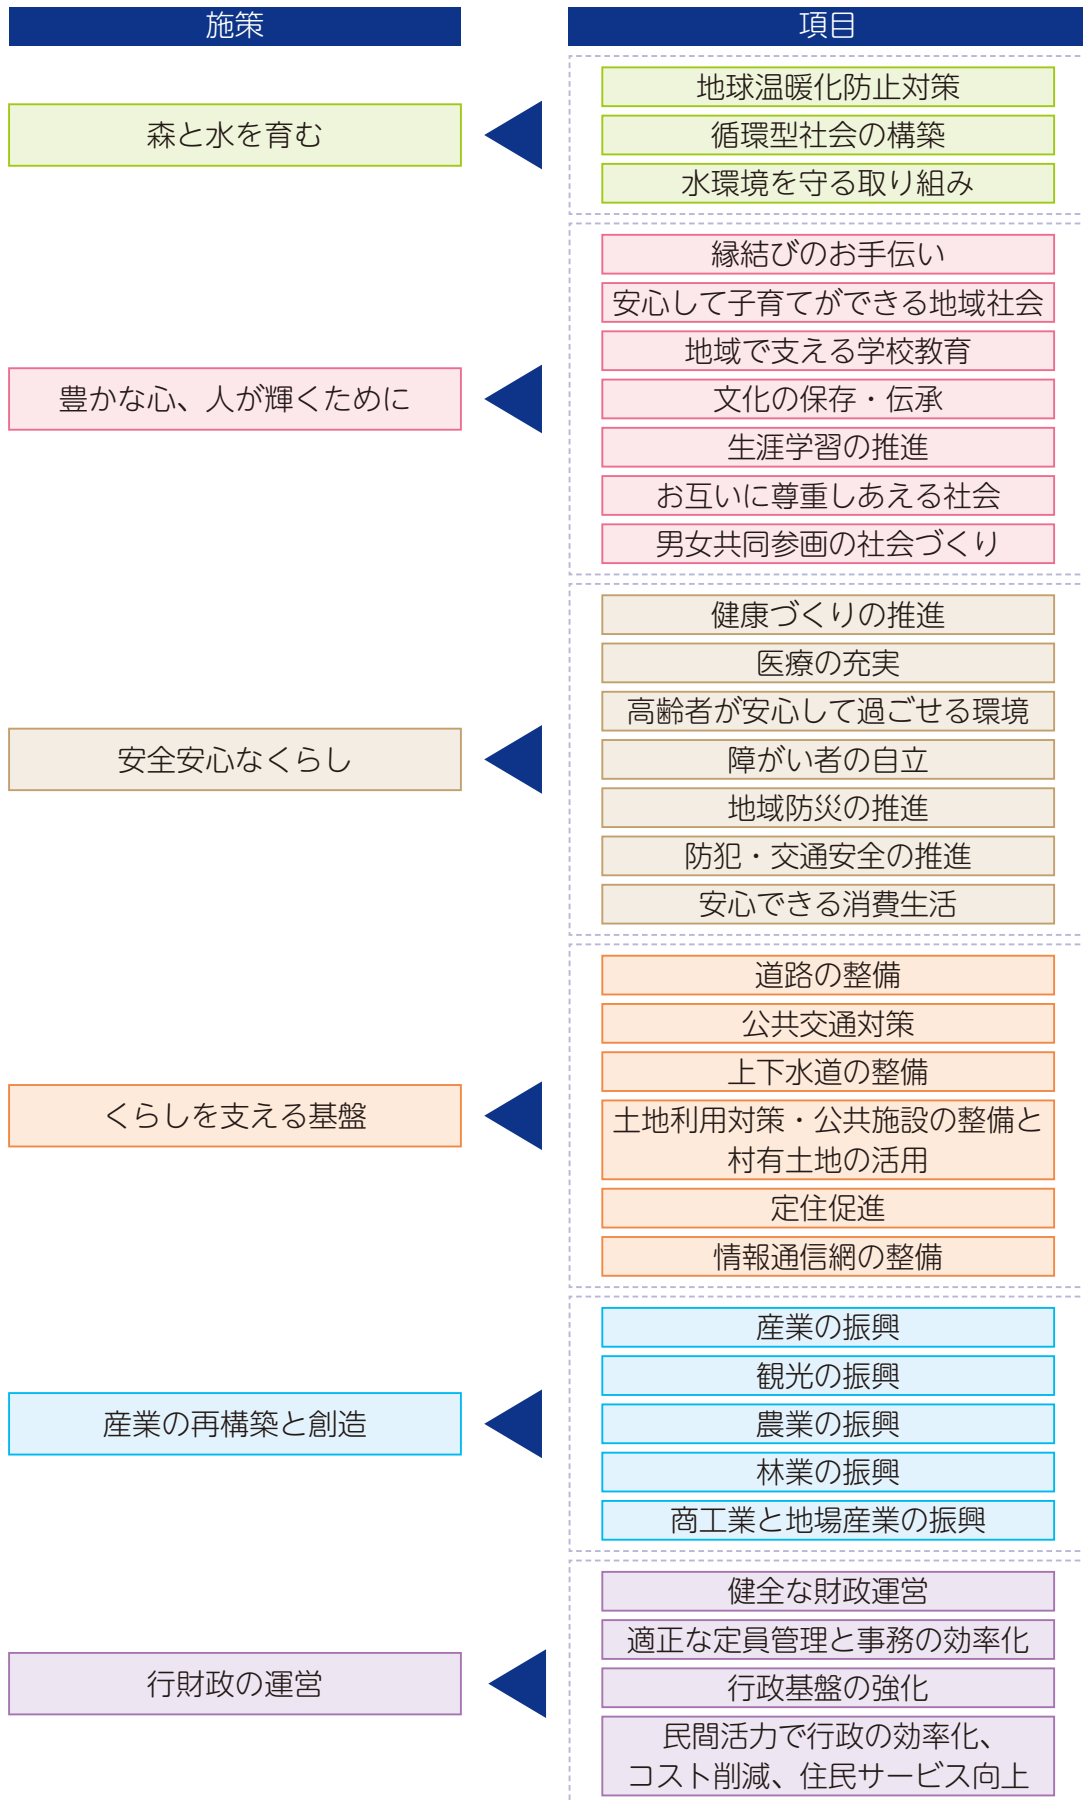 施策
項目
森と水を育む
地球温暖化防止対策
循環型社会の構築
水環境を守る取り組み
豊かな心、人が輝くために
縁結びのお手伝い
安心して子育てができる地域社会
地域で支える学校教育
文化の保存・伝承
生涯学習の推進
お互いに尊重しあえる社会
男女共同参画の社会づくり
安全安心なくらし
健康づくりの推進
医療の充実
高齢者が安心して過ごせる環境
障がい者の自立
地域防災の推進
防犯・交通安全の推進
安心できる消費生活
くらしを支える基盤
道路の整備
公共交通対策
上下水道の整備
土地利用対策・公共施設の整備と
村有土地の活用
定住促進
情報通信網の整備
産業の再構築と創造
産業の振興
観光の振興
農業の振興
林業の振興
商工業と地場産業の振興
行財政の運営
健全な財政運営
適正な定員管理と事務の効率化
行政基盤の強化
民間活力で行政の効率化、
コスト削減、住民サービス向上